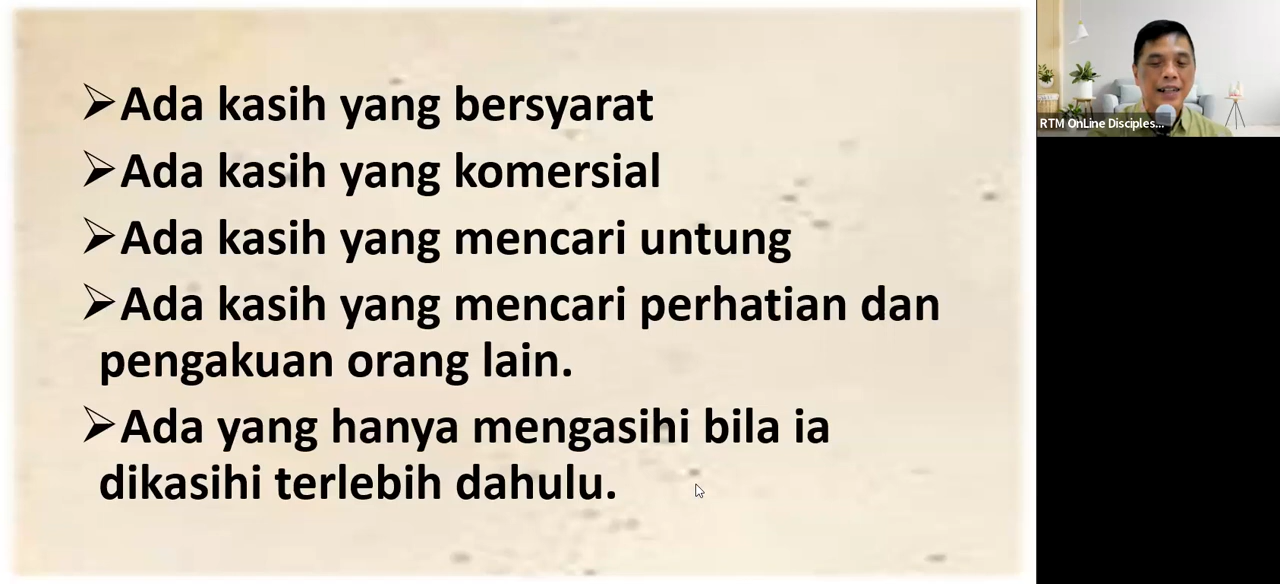 ➢Ada kasih yang bersyarat
➢Ada kasih yang komersial
➢Ada kasih yang mencari untung
➢Ada kasih yang mencari perhatian dan
pengakuan orang lain.
➢Ada yang hanya mengasihi bila ia
dikasihi terlebih dahulu.
RTM OnLine Disciples...